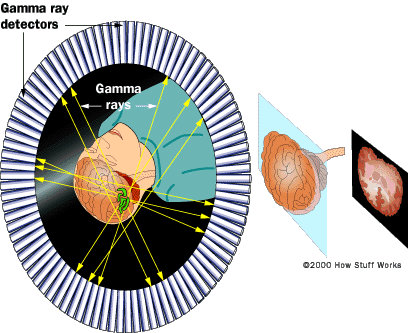 Gamma ray
detectors
Gamma
rays
©2000 How Stuff Works